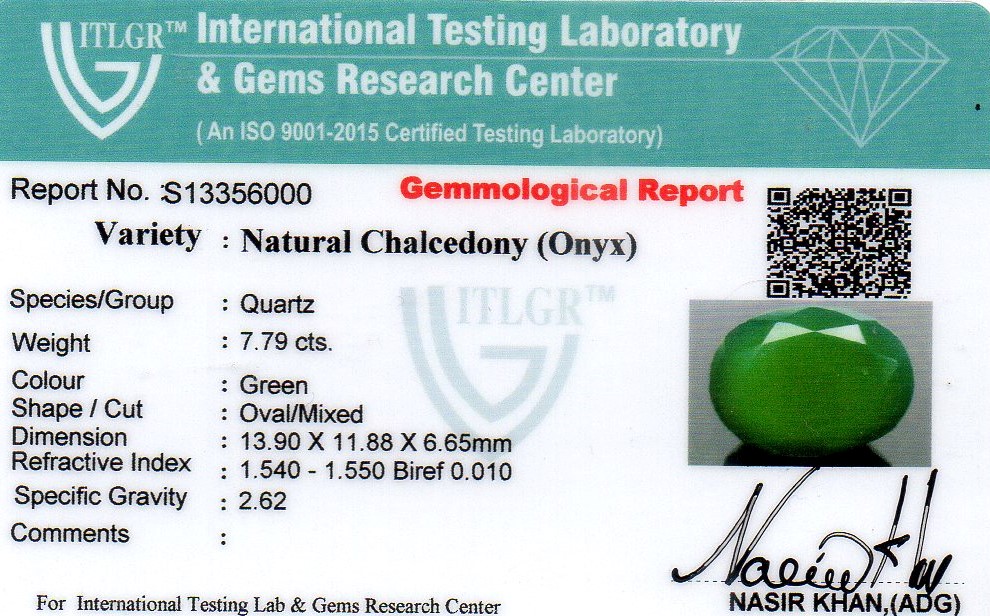 ITLGR™ International Testing Laboratory
& Gems Research Center
( An ISO 9001-2015 Certified Testing Laboratory)
Report No. :S13356000
Gemmological Report
Variety : Natural Chalcedony (Onyx)
Species/Group : Quartz
ITLGR™
Weight : 7.79 cts.
Colour : Green
Shape / Cut : Oval/Mixed
Dimension : 13.90 X 11.88 X 6.65mm
Refractive Index : 1.540 - 1.550 Biref 0.010
Specific Gravity : 2.62
Comments :
For International Testing Lab & Gems Research Center
NASIR KHAN,(ADG)